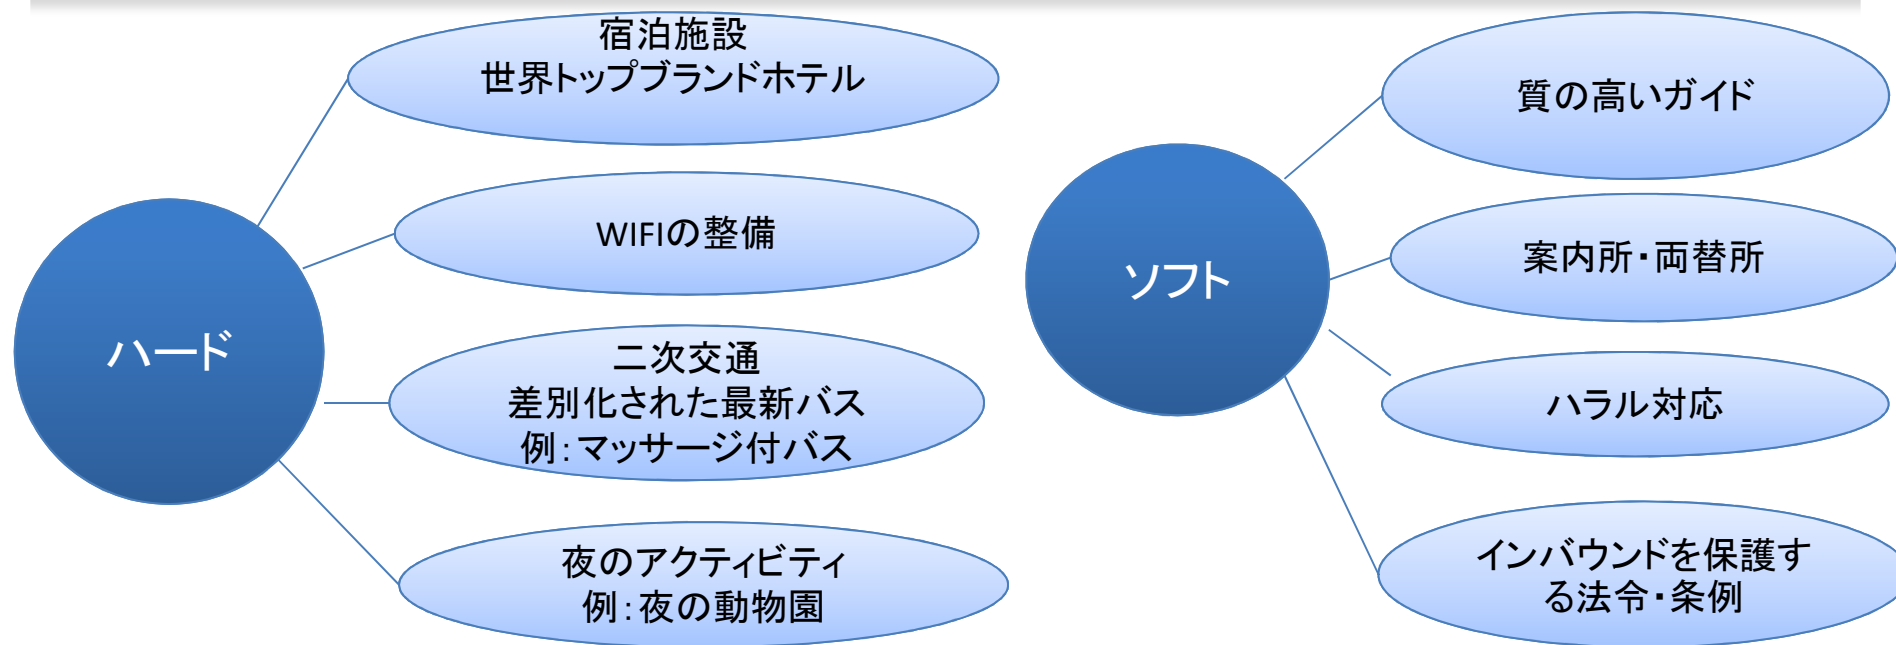 ハード
宿泊施設
世界トップブランドホテル
WIFIの整備
二次交通
差別化された最新バス
例：マッサージ付バス
夜のアクティビティ
例：夜の動物園
ソフト
質の高いガイド
案内所・両替所
ハラル対応
インバウンドを保護す
る法令・条例